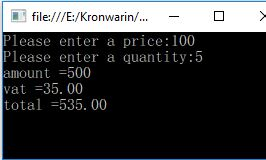 file:///E:/Kronwarin/...
Please enter a price:100
Please enter a quantity:5
amount =500
vat =35.00
total =535.00